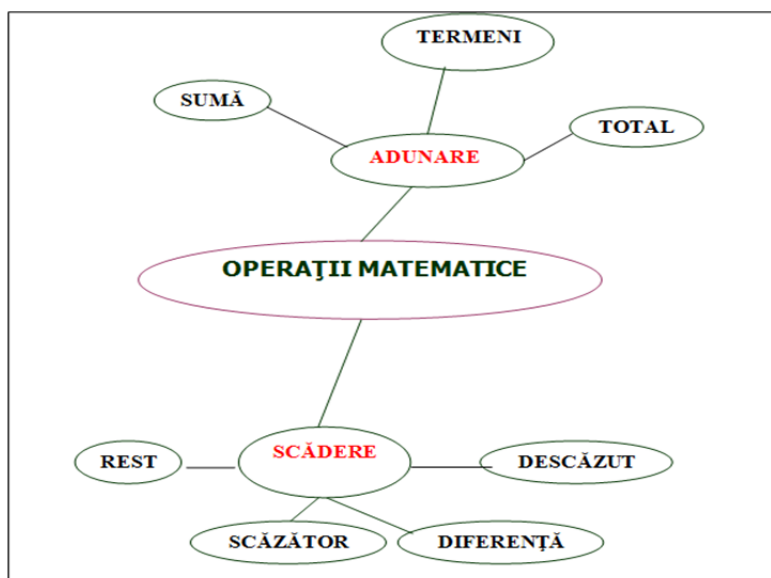 TERMENI
SUMĂ
TOTAL
ADUNARE
OPERAŢII MATEMATICE
SCĂDERE
REST
DESCĂZUT
SCĂZĂTOR
DIFERENŢĂ